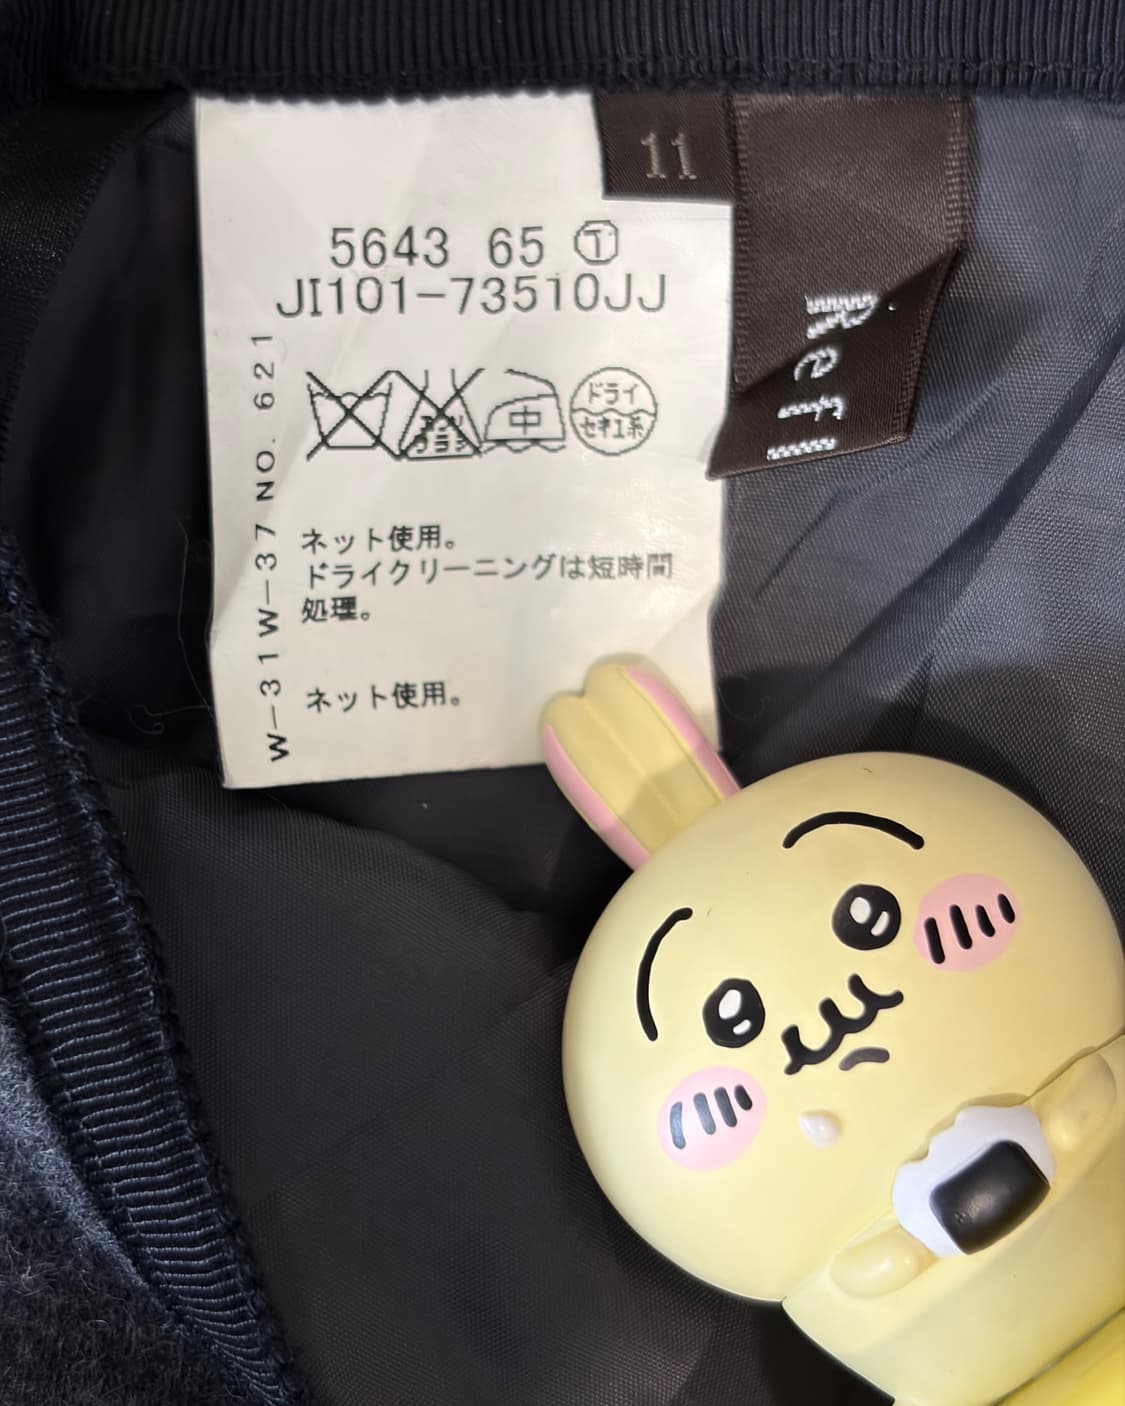 11
5643 65 Ⓣ
JI101-73510JJ
中
ドライ
セキユ系
ネット使用。
ドライクリーニングは短時間
処理。
ネット使用。
W-31W-37 NO. 621